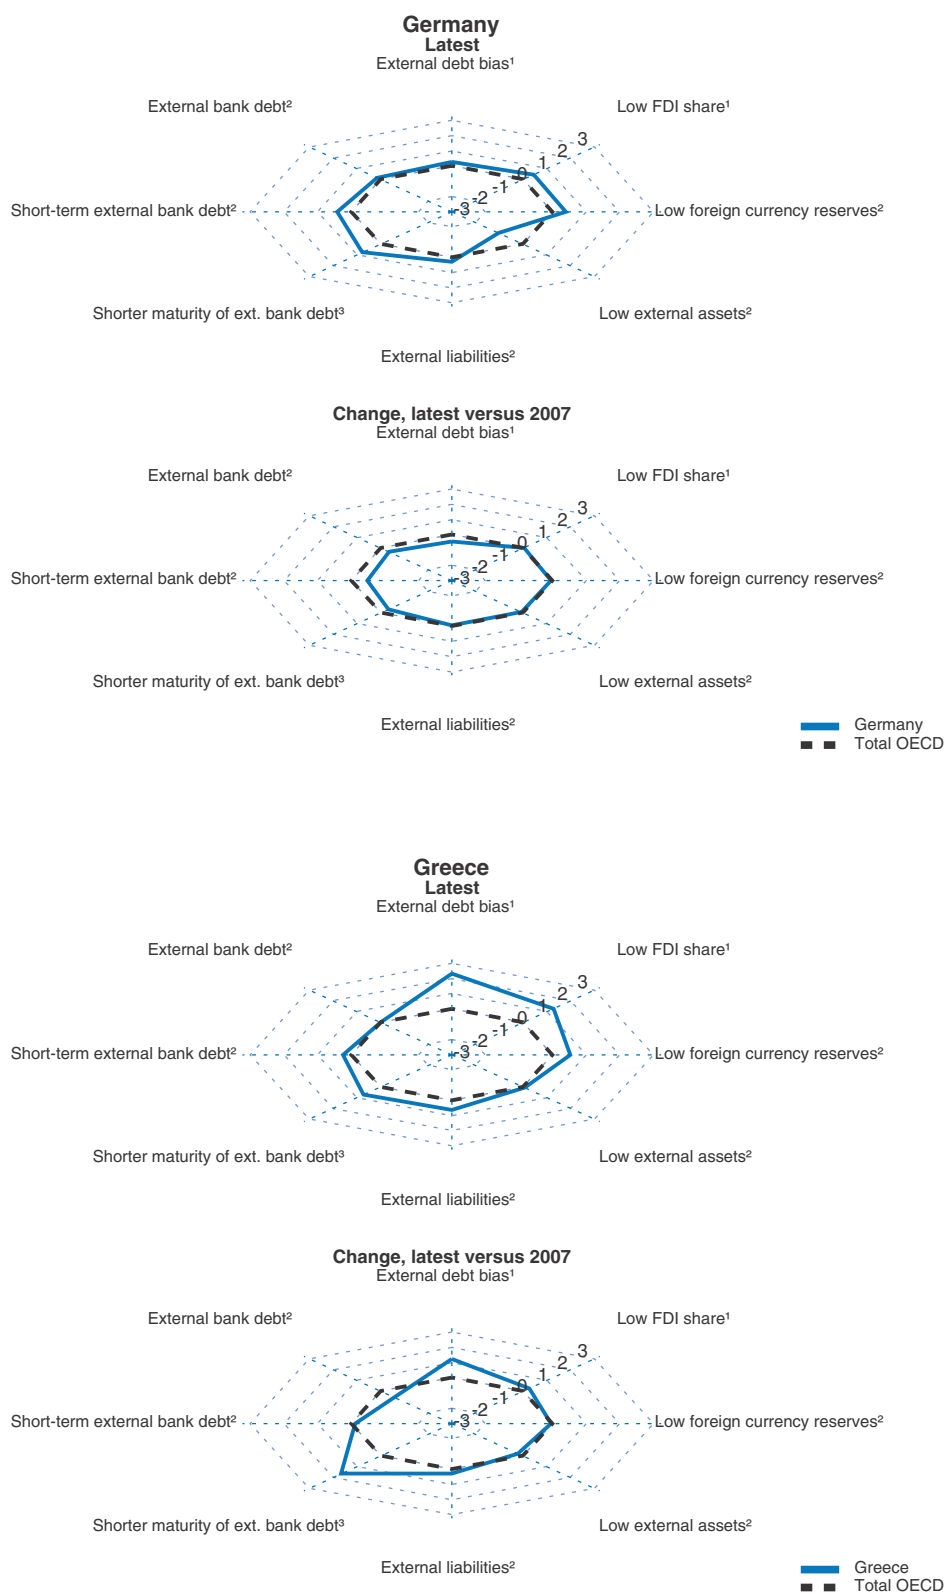 Germany
Latest
External debt bias¹
External bank debt²
Low FDI share¹
3
2
1
0
-1
-2
-3
Short-term external bank debt²
Low foreign currency reserves²
Shorter maturity of ext. bank debt³
Low external assets²
External liabilities²
Change, latest versus 2007
External debt bias¹
External bank debt²
Low FDI share¹
3
2
1
0
-1
-2
-3
Short-term external bank debt²
Low foreign currency reserves²
Shorter maturity of ext. bank debt³
Low external assets²
External liabilities²
Germany
Total OECD
Greece
Latest
External debt bias¹
External bank debt²
Low FDI share¹
3
2
1
0
-1
-2
-3
Short-term external bank debt²
Low foreign currency reserves²
Shorter maturity of ext. bank debt³
Low external assets²
External liabilities²
Change, latest versus 2007
External debt bias¹
External bank debt²
Low FDI share¹
3
2
1
0
-1
-2
-3
Short-term external bank debt²
Low foreign currency reserves²
Shorter maturity of ext. bank debt³
Low external assets²
External liabilities²
Greece
Total OECD